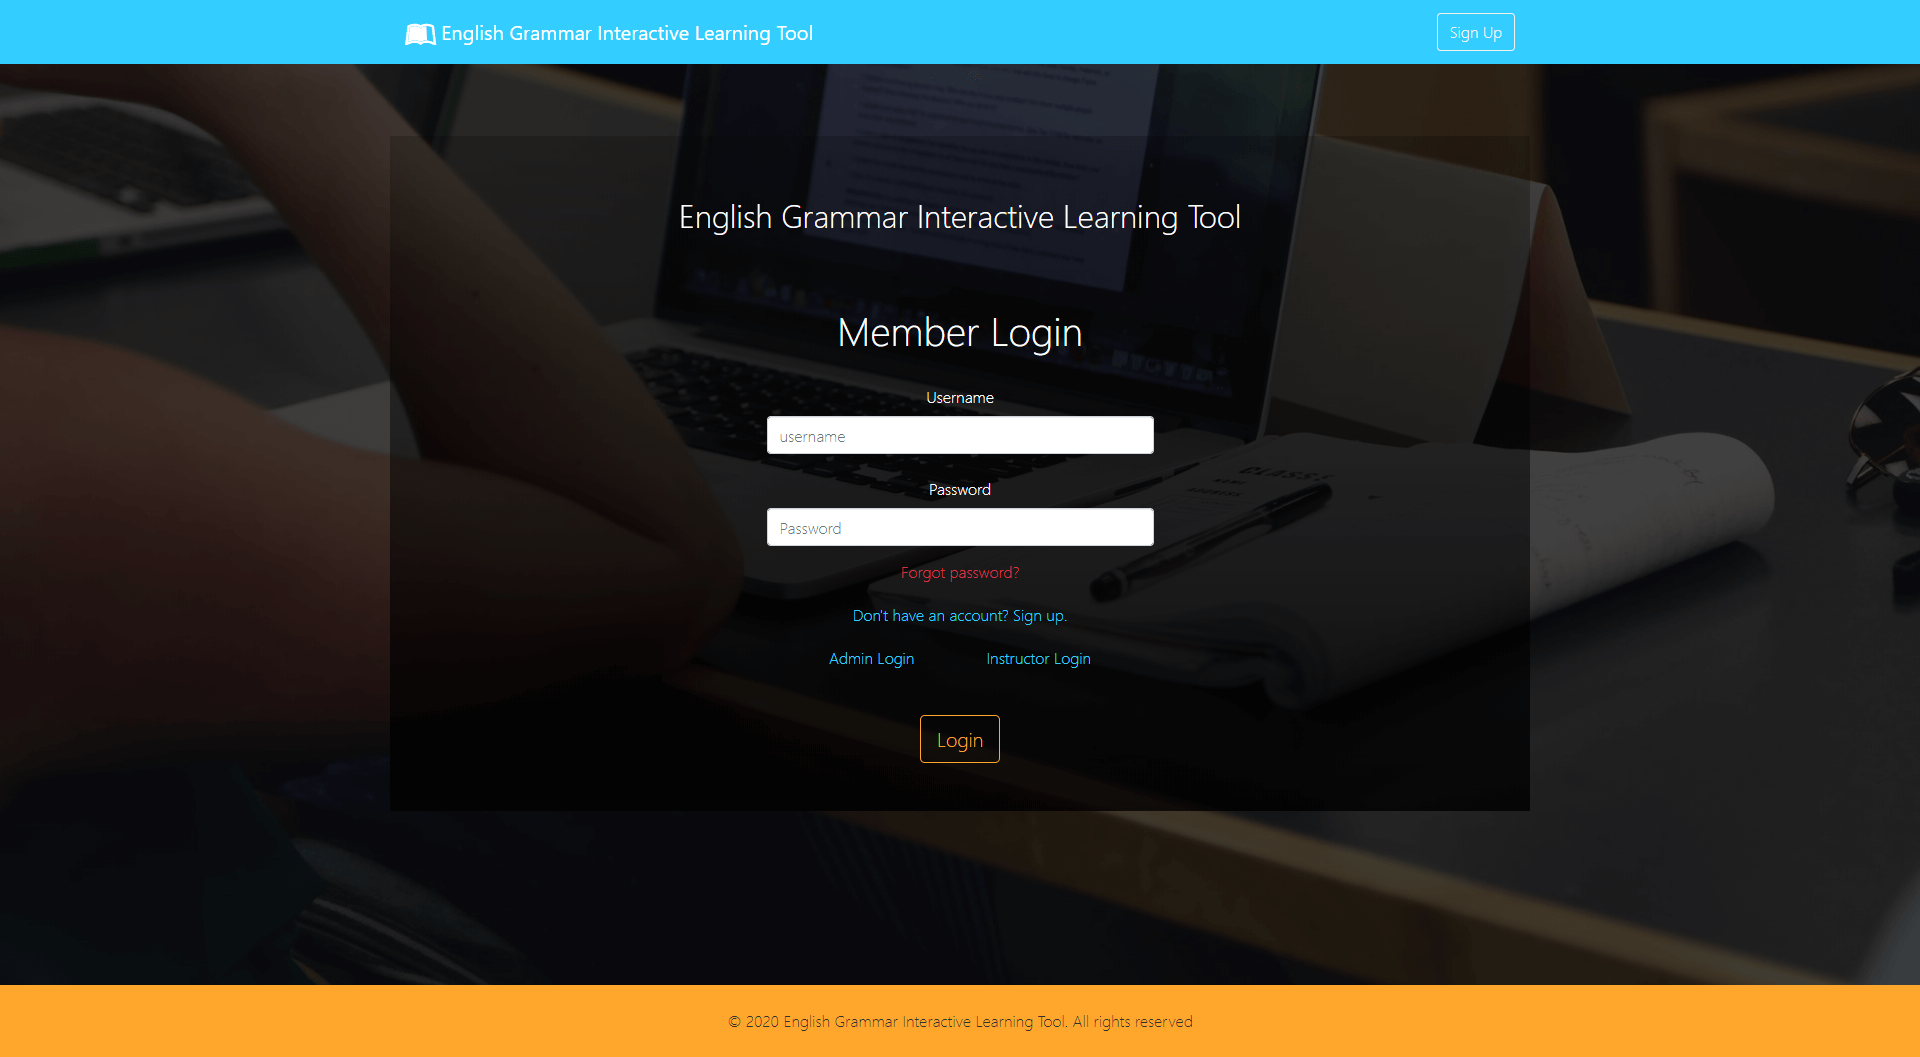 English Grammar Interactive Learning Tool
Sign Up
English Grammar Interactive Learning Tool
Member Login
Username
username
Password
Password
Forgot password?
Don't have an account? Sign up.
Admin Login Instructor Login
Login
© 2020 English Grammar Interactive Learning Tool. All rights reserved